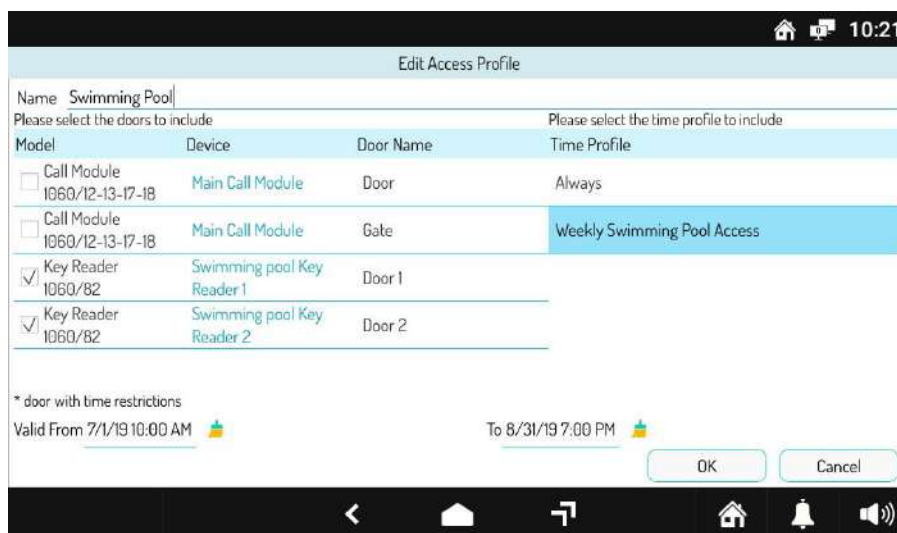 10:21
Edit Access Profile
Name Swimming Pool
Please select the doors to include
Please select the time profile to include
Model Device Door Name Time Profile
Call Module
1060/12-13-17-18
Main Call Module
Door
Always
Call Module
1060/12-13-17-18
Main Call Module
Gate
Weekly Swimming Pool Access
Key Reader
1060/82
Swimming pool Key
Reader 1
Door 1
Key Reader
1060/82
Swimming pool Key
Reader 2
Door 2
* door with time restrictions
Valid From 7/1/19 10:00 AM
To 8/31/19 7:00 PM
OK
Cancel